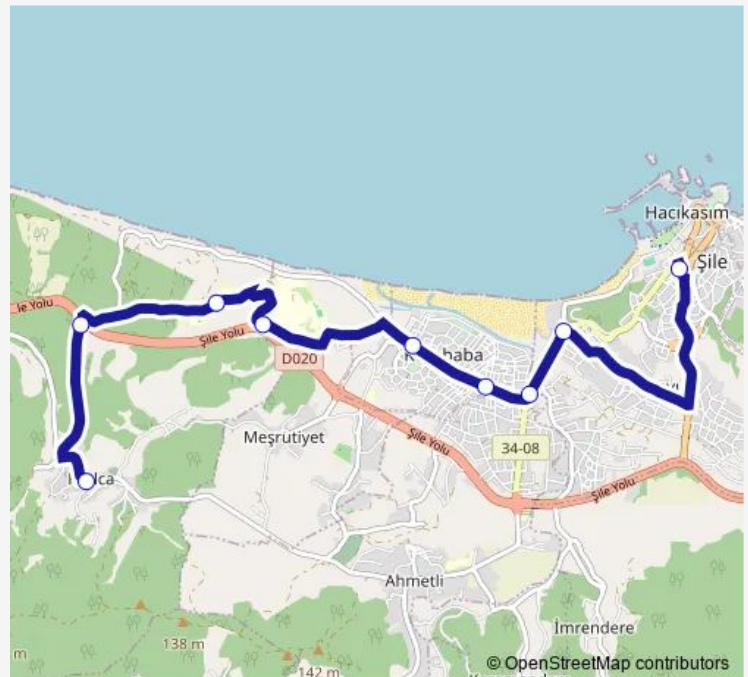 Hacıkasım
Şile
le Yolu
Şile Yolu
D020
Meşrutiyet
Şile Yolu
34-08
Şile Yolu
Ahmetli
138 m
m
142 m
İmrendere
© OpenStreetMap contributors